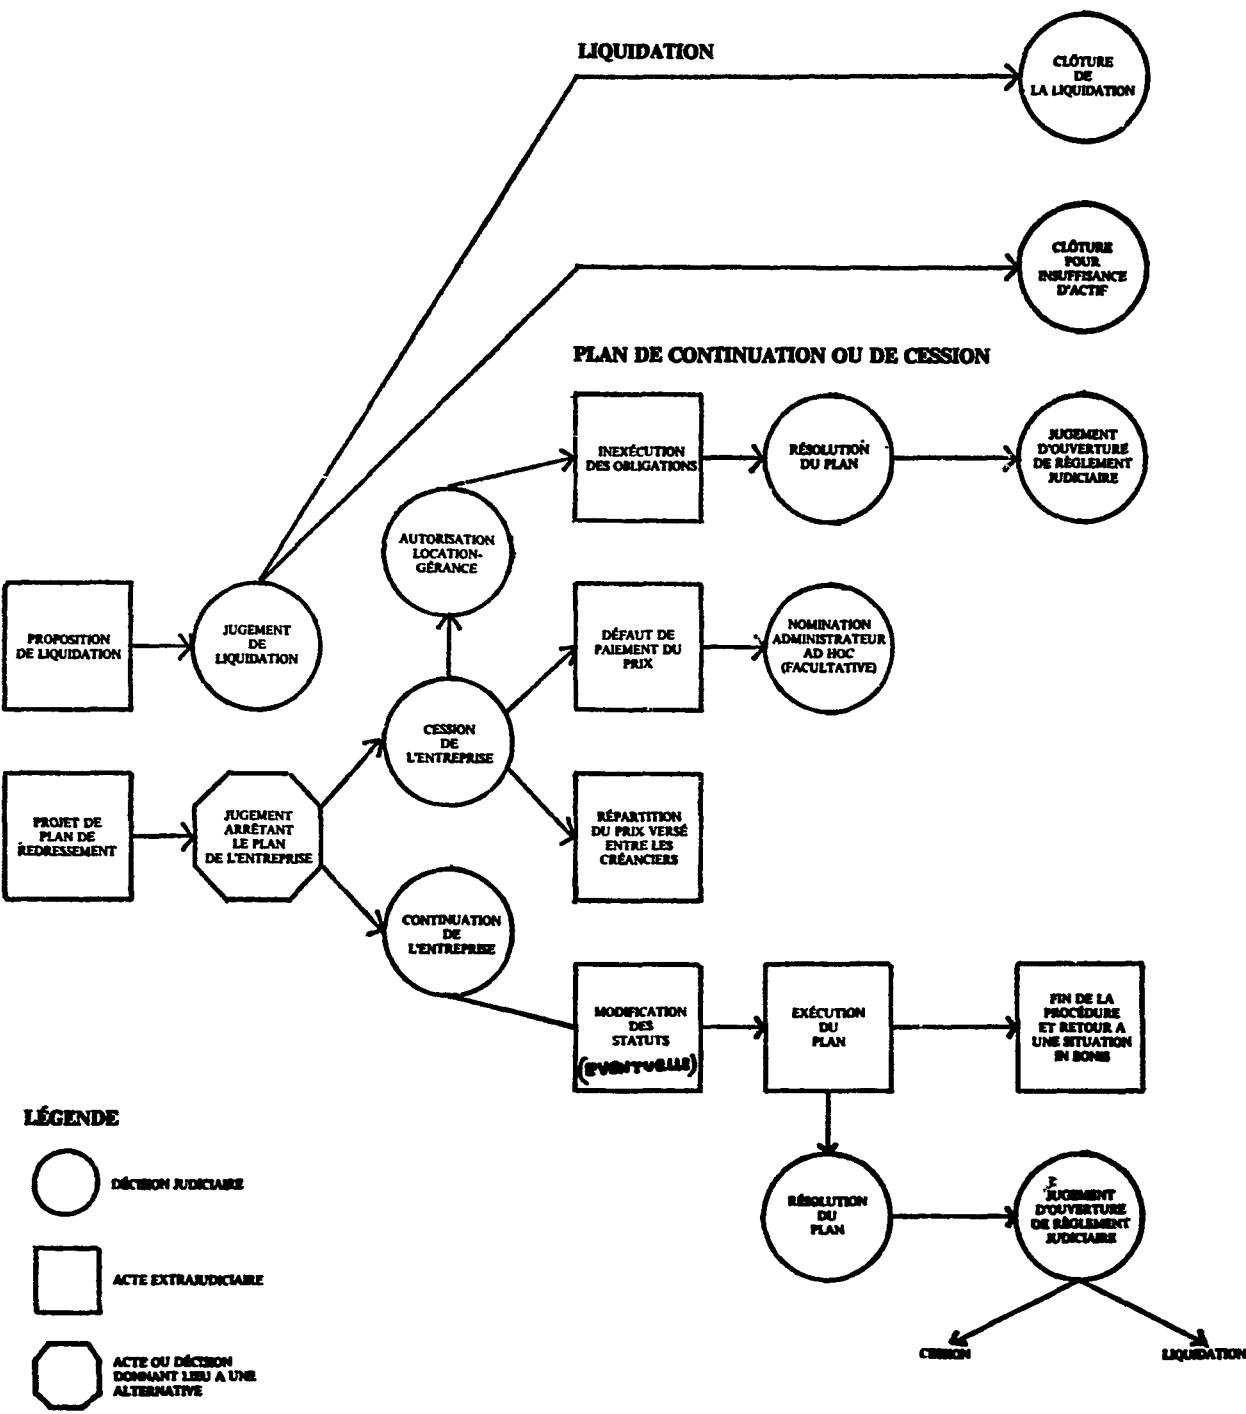 LIQUIDATION
CLÔTURE
DE
LA LIQUIDATION
CLÔTURE
POUR
INSUFFISANCE
D'ACTIF
PLAN DE CONTINUATION OU DE CESSION
INEXÉCUTION
DES OBLIGATIONS
RÉSOLUTION
DU PLAN
JUGEMENT
D'OUVERTURE
DE RÈGLEMENT
JUDICIAIRE
AUTORISATION
LOCATION-
GÉRANCE
PROPOSITION
DE LIQUIDATION
JUGEMENT
DE
LIQUIDATION
DÉFAUT DE
PAIEMENT DU
PRIX
NOMINATION
ADMINISTRATEUR
AD HOC
(FACULTATIVE)
CESSION
DE
L'ENTREPRISE
PROJET DE
PLAN DE
REDRESSEMENT
JUGEMENT
ARRÊTANT
LE PLAN
DE L'ENTREPRISE
RÉPARTITION
DU PRIX VERSÉ
ENTRE LES
CRÉANCIERS
CONTINUATION
DE
L'ENTREPRISE
MODIFICATION
DES
STATUTS
(EVENTUELLE)
EXÉCUTION
DU
PLAN
FIN DE LA
PROCÉDURE
ET RETOUR A
UNE SITUATION
IN BONIS
RÉSOLUTION
DU
PLAN
JUGEMENT
D'OUVERTURE
DE RÈGLEMENT
JUDICIAIRE
CESSION
LIQUIDATION
LÉGENDE
DÉCISION JUDICIAIRE
ACTE EXTRAJUDICIAIRE
ACTE OU DÉCISION
DONNANT LIEU A UNE
ALTERNATIVE